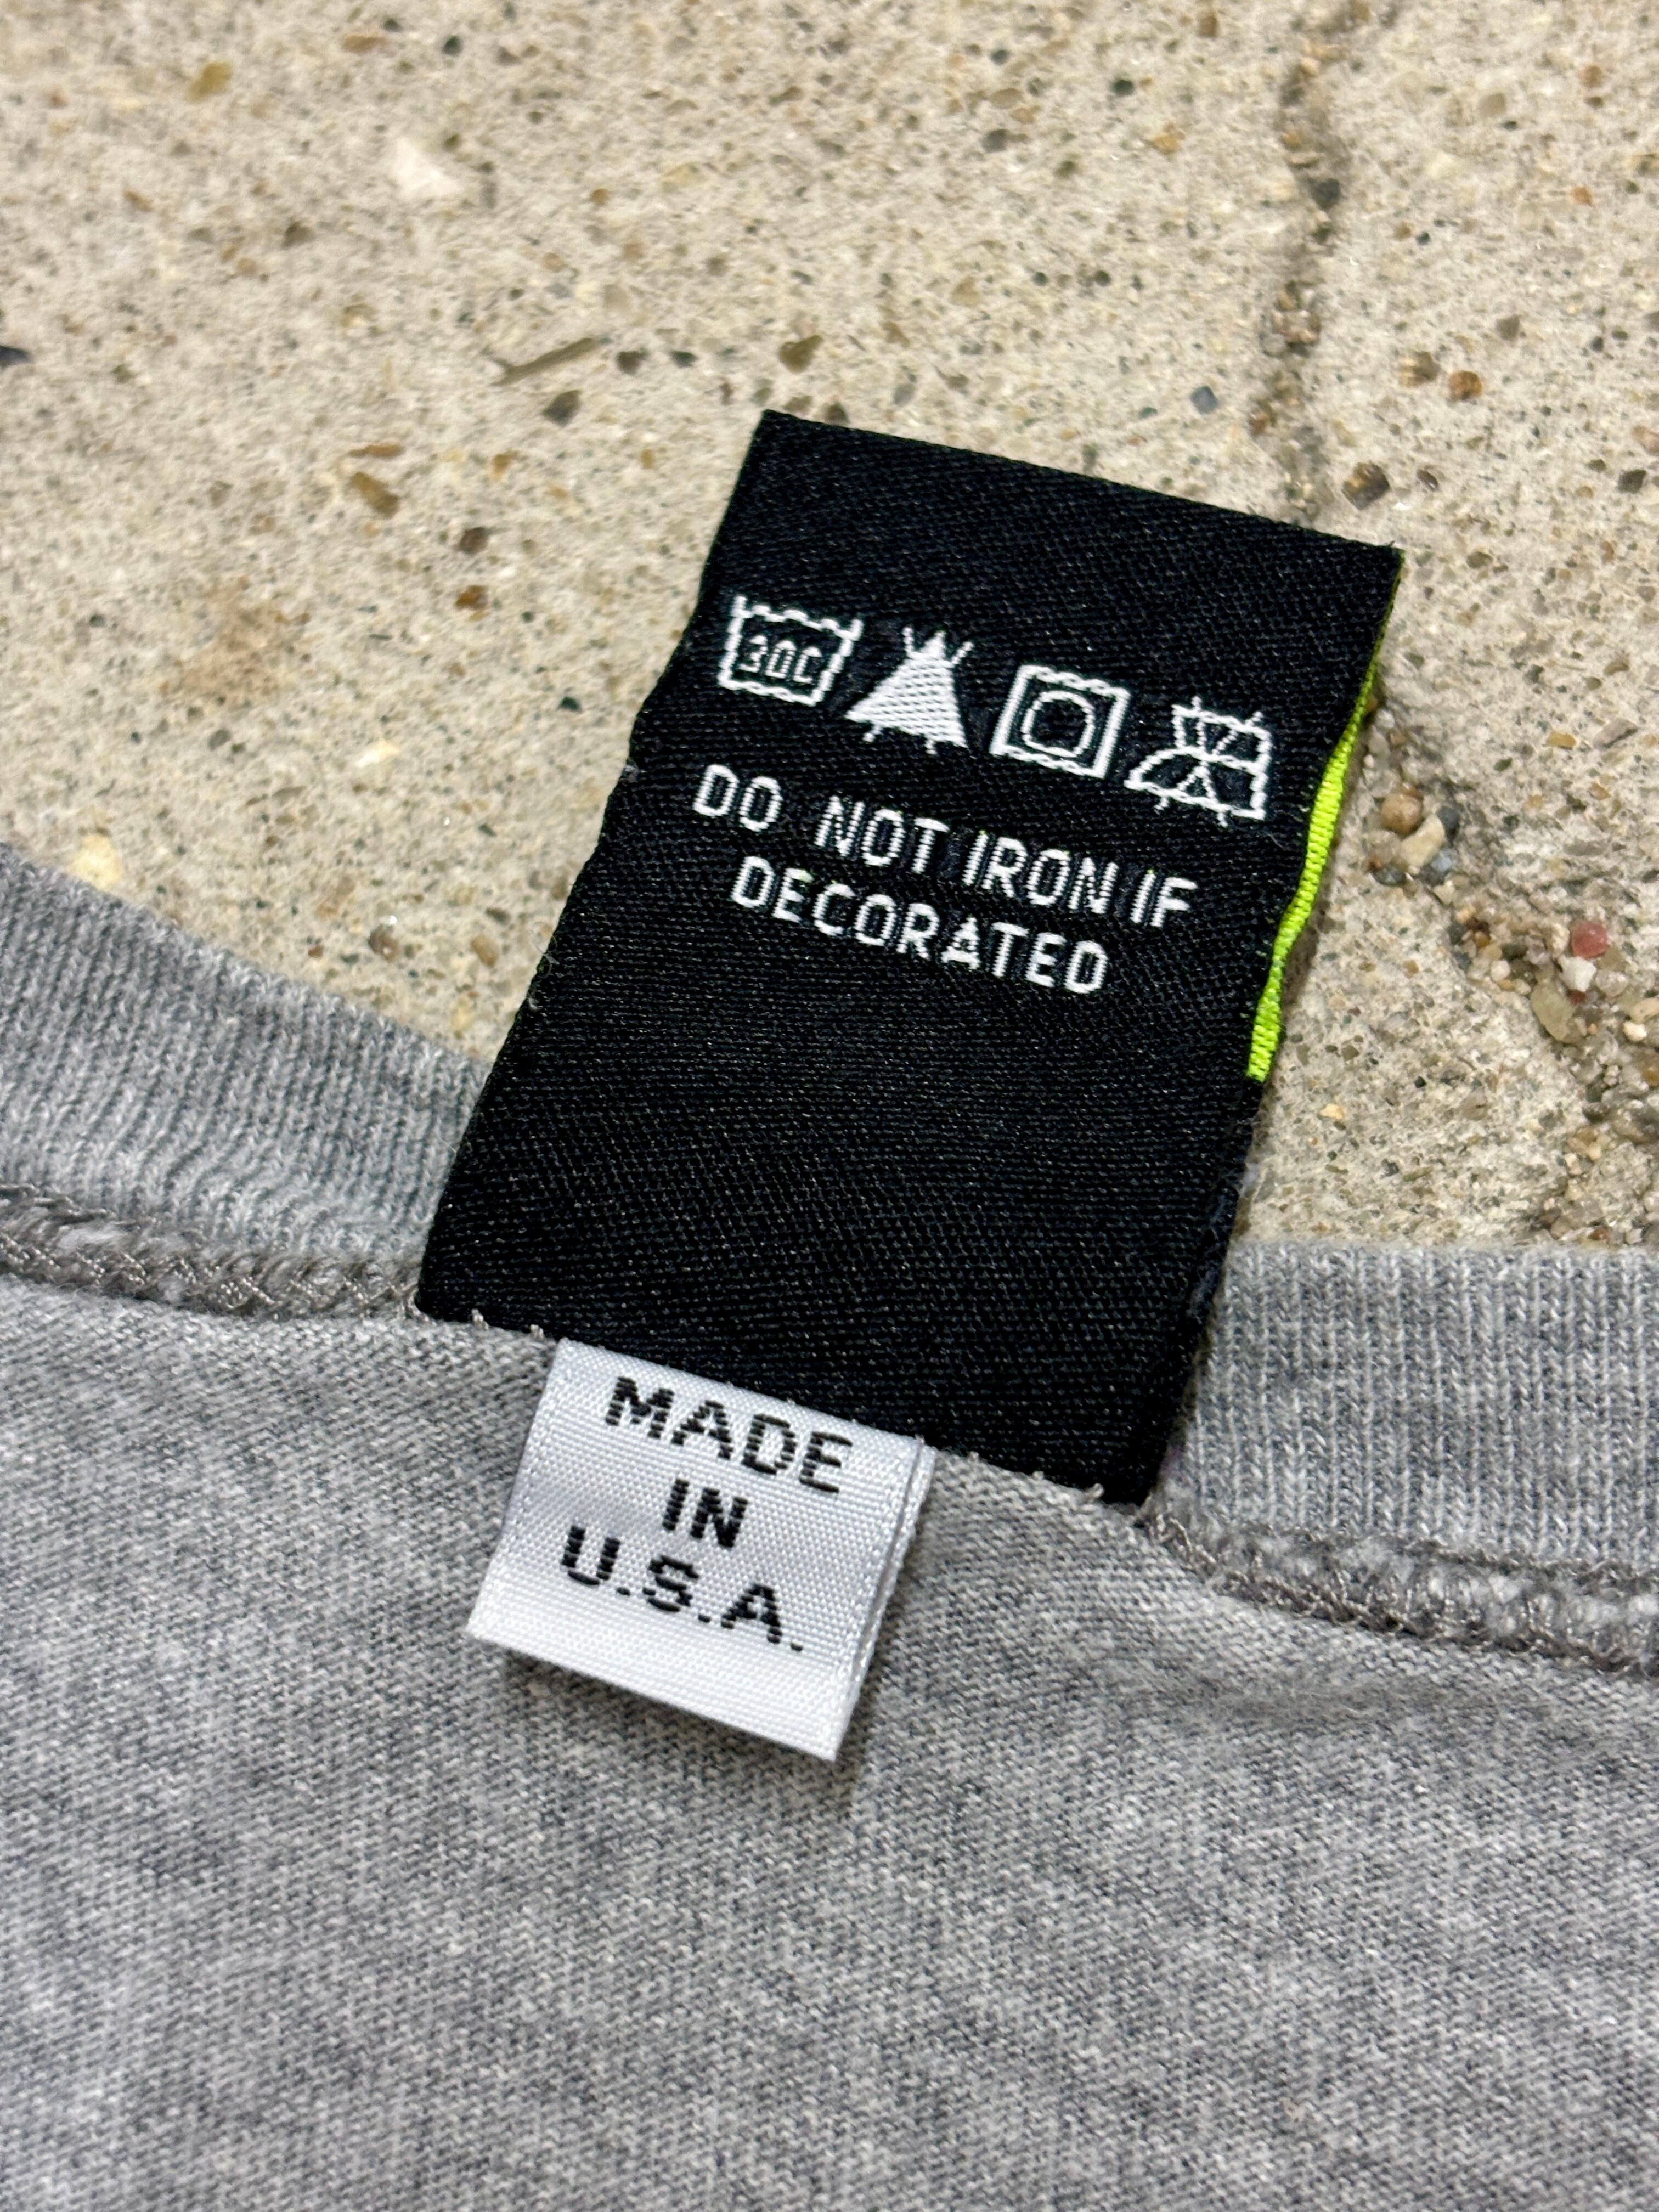 30C
DO NOT IRON IF
DECORATED
MADE
IN
U.S.A.